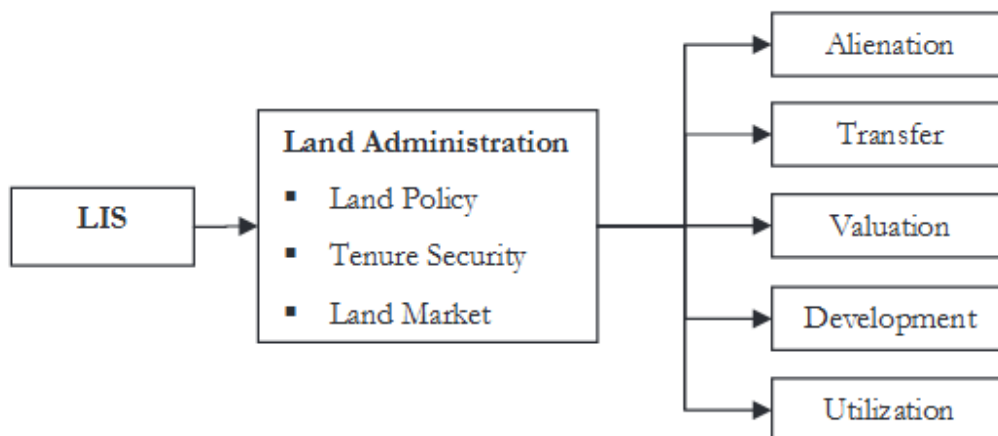 LIS
Land Administration
▪ Land Policy
▪ Tenure Security
▪ Land Market
Alienation
Transfer
Valuation
Development
Utilization